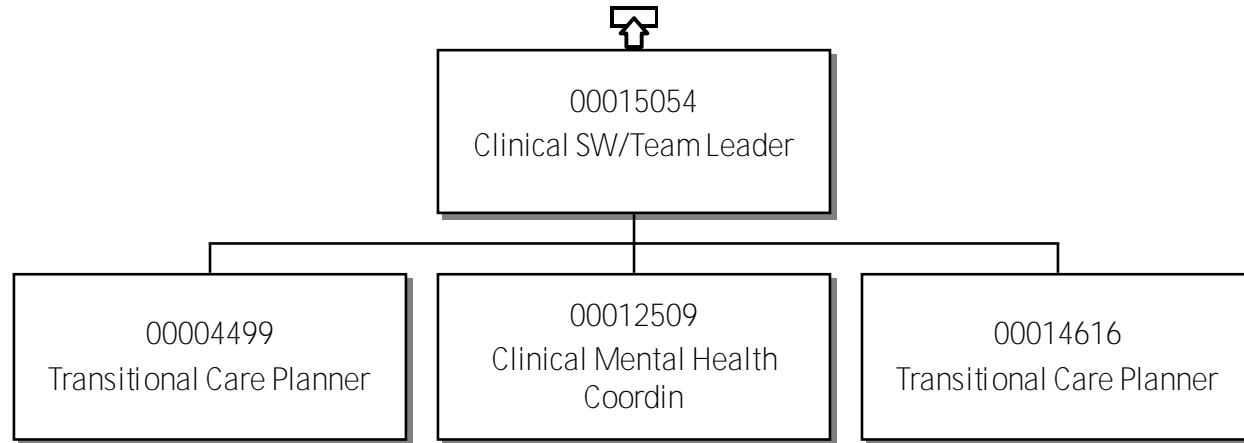 00015054
Clinical SW/Team Leader
00004499
Transitional Care Planner
00012509
Clinical Mental Health
Coordin
00014616
Transitional Care Planner